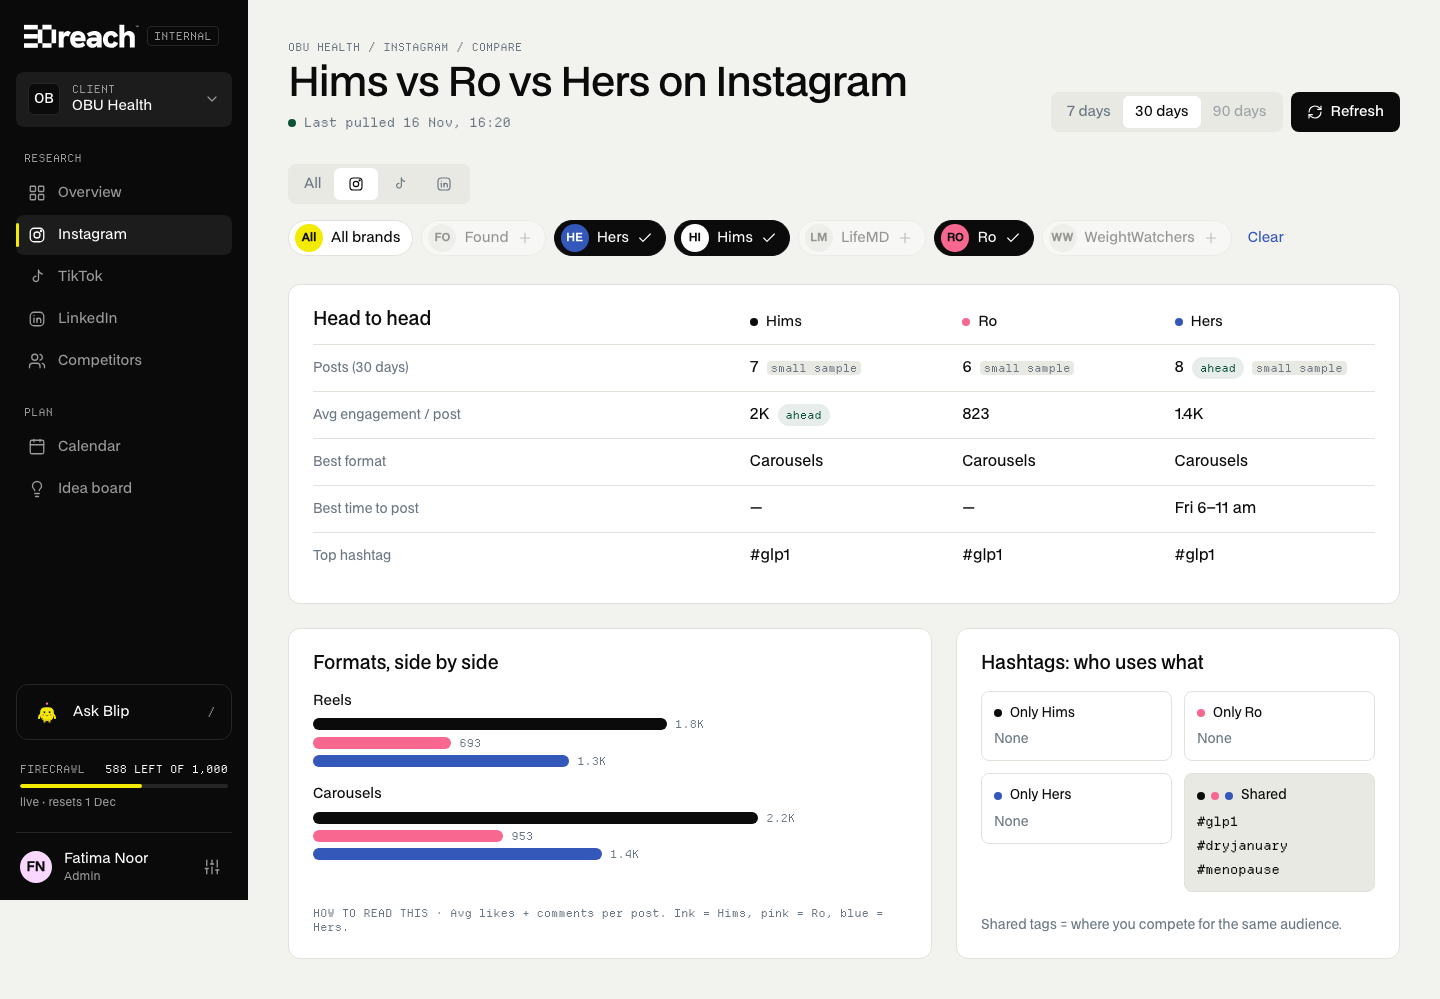 reach
INTERNAL
OB
CLIENT
OBU Health
RESEARCH
Overview
Instagram
TikTok
LinkedIn
Competitors
PLAN
Calendar
Idea board
Ask Blip /
FIRECRAWL 588 LEFT OF 1,000
live · resets 1 Dec
FN
Fatima Noor
Admin
OBU HEALTH / INSTAGRAM / COMPARE
Hims vs Ro vs Hers on Instagram
Last pulled 16 Nov, 16:20
7 days 30 days 90 days Refresh
All in
All All brands FO Found + HE Hers HI Hims LM LifeMD + RO Ro WW WeightWatchers + Clear
Head to head Hims Ro Hers
Posts (30 days) 7 small sample 6 small sample 8 ahead small sample
Avg engagement / post 2K ahead 823 1.4K
Best format Carousels Carousels Carousels
Best time to post — — Fri 6–11 am
Top hashtag #glp1 #glp1 #glp1
Formats, side by side
Reels
1.8K
693
1.3K
Carousels
2.2K
953
1.4K
HOW TO READ THIS · Avg likes + comments per post. Ink = Hims, pink = Ro, blue =
Hers.
Hashtags: who uses what
Only Hims
None
Only Ro
None
Only Hers
None
Shared
#glp1
#dryjanuary
#menopause
Shared tags = where you compete for the same audience.